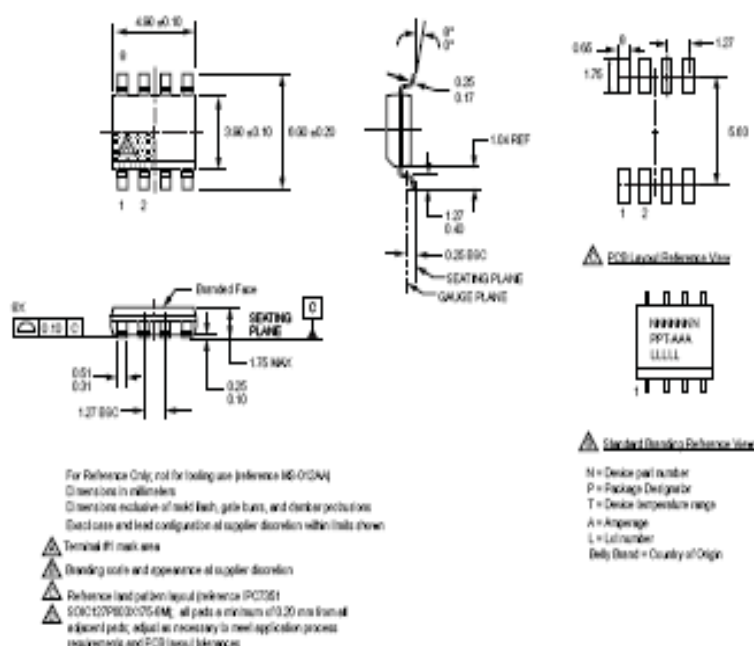 4.90 ±0.10
8
8°
0°
0.65
8
1.27
1.75
0.25
0.17
3.90 ±0.10
6.00 ±0.20
1.04 REF
5.60
1 2
1.27
0.40
1 2
0.25 BSC
SEATING PLANE
GAUGE PLANE
PCB Layout Reference View
Branded Face
8X
0.10 C
SEATING
PLANE
C
NNNNNNN
PPT-AAA
LLLLL
1.75 MAX
0.51
0.31
0.25
0.10
1
1.27 BSC
Standard Branding Reference View
For Reference Only; not for tooling use (reference MS-012AA)
Dimensions in millimeters
Dimensions exclusive of mold flash, gate burrs, and dambar protrusions
Exact case and lead configuration at supplier discretion within limits shown
Terminal #1 mark area
Branding scale and appearance at supplier discretion
Reference land pattern layout (reference IPC7351
SOIC127P600X175-8M); all pads a minimum of 0.20 mm from all
adjacent pads; adjust as necessary to meet application process
requirements and PCB layout tolerances
N = Device part number
P = Package Designator
T = Device temperature range
A = Amperage
L = Lot number
Belly Brand = Country of Origin